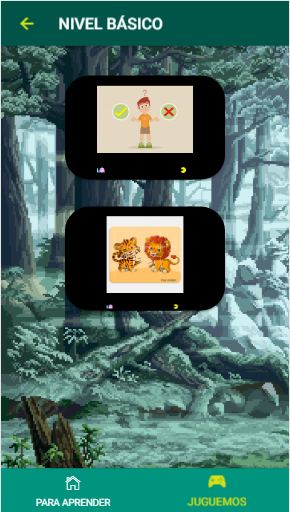 NIVEL BÁSICO
?
PARA APRENDER
JUGUEMOS